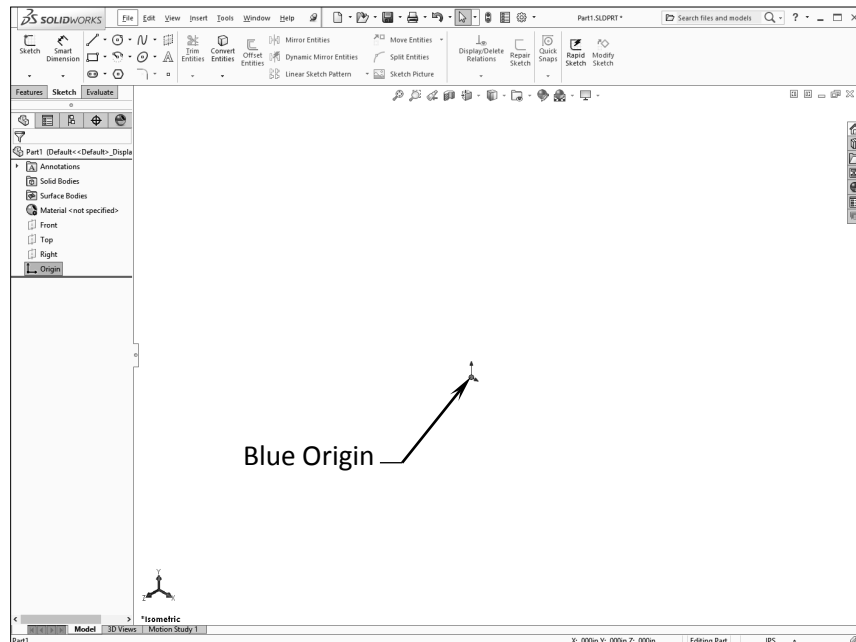 SOLIDWORKS File Edit View Insert Tools Window Help Part1.SLDPRT * Search files and models
Sketch Smart Dimension Trim Entities Convert Entities Offset Entities Mirror Entities Dynamic Mirror Entities Linear Sketch Pattern Move Entities Split Entities Sketch Picture Display/Delete Relations Repair Sketch Quick Snaps Rapid Sketch Modify Sketch
Features Sketch Evaluate
Part1 (Default<<Default>_Displa
Annotations
Solid Bodies
Surface Bodies
Material <not specified>
Front
Top
Right
Origin
Blue Origin
Y
Z X
*Isometric
Model 3D Views Motion Study 1
Part1 X: .000in Y: .000in Z: .000in Editing Part IPS